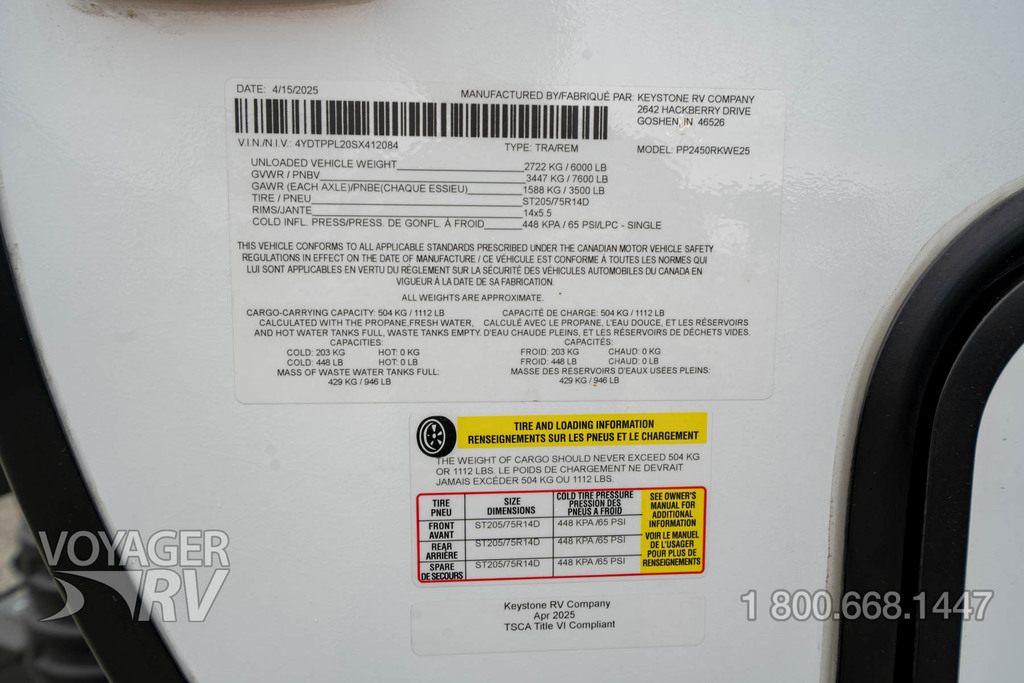 DATE: 4/15/2025
MANUFACTURED BY/FABRIQUÉ PAR: KEYSTONE RV COMPANY
2642 HACKBERRY DRIVE
GOSHEN, IN 46526
V.I.N./N.I.V.: 4YDTPPL20SX412084
TYPE: TRA/REM
MODEL: PP2450RKWE25
UNLOADED VEHICLE WEIGHT 2722 KG / 6000 LB
GVWR / PNBV 3447 KG / 7600 LB
GAWR (EACH AXLE)/PNBE(CHAQUE ESSIEU) 1588 KG / 3500 LB
TIRE / PNEU ST205/75R14D
RIMS/JANTE 14x5.5
COLD INFL. PRESS/PRESS. DE GONFL. À FROID 448 KPA / 65 PSI/LPC - SINGLE
THIS VEHICLE CONFORMS TO ALL APPLICABLE STANDARDS PRESCRIBED UNDER THE CANADIAN MOTOR VEHICLE SAFETY
REGULATIONS IN EFFECT ON THE DATE OF MANUFACTURE / CE VÉHICULE EST CONFORME À TOUTES LES NORMES QUI
LUI SONT APPLICABLES EN VERTU DU RÉGLEMENT SUR LA SÉCURITÉ DES VÉHICULES AUTOMOBILES DU CANADA EN
VIGUEUR À LA DATE DE SA FABRICATION.
ALL WEIGHTS ARE APPROXIMATE.
CARGO-CARRYING CAPACITY: 504 KG / 1112 LB
CALCULATED WITH THE PROPANE,FRESH WATER,
AND HOT WATER TANKS FULL, WASTE TANKS EMPTY.
CAPACITIES:
COLD: 203 KG HOT: 0 KG
COLD: 448 LB HOT: 0 LB
MASS OF WASTE WATER TANKS FULL:
429 KG / 946 LB
CAPACITÉ DE CHARGE: 504 KG / 1112 LB
CALCULÉ AVEC LE PROPANE, L'EAU DOUCE, ET LES RÉSERVOIRS
D'EAU CHAUDE PLEINS, ET LES RÉSERVOIRS DE DÉCHETS VIDES.
CAPACITÉS:
FROID: 203 KG CHAUD: 0 KG
FROID: 448 LB CHAUD: 0 LB
MASSE DES RÉSERVOIRS D'EAUX USÉES PLEINS:
429 KG / 946 LB
TIRE AND LOADING INFORMATION
RENSEIGNEMENTS SUR LES PNEUS ET LE CHARGEMENT
THE WEIGHT OF CARGO SHOULD NEVER EXCEED 504 KG
OR 1112 LBS. LE POIDS DE CHARGEMENT NE DEVRAIT
JAMAIS EXCÉDER 504 KG OU 1112 LBS.
TIRE
PNEU
SIZE
DIMENSIONS
COLD TIRE PRESSURE
PRESSION DES
PNEUS A FROID
FRONT
AVANT
ST205/75R14D
448 KPA /65 PSI
REAR
ARRIÈRE
ST205/75R14D
448 KPA /65 PSI
SPARE
DE SECOURS
ST205/75R14D
448 KPA /65 PSI
SEE OWNER'S
MANUAL FOR
ADDITIONAL
INFORMATION
VOIR LE MANUEL
DE L'USAGER
POUR PLUS DE
RENSEIGNEMENTS
Keystone RV Company
Apr 2025
TSCA Title VI Compliant
VOYAGER
RV
1 800.668.1447